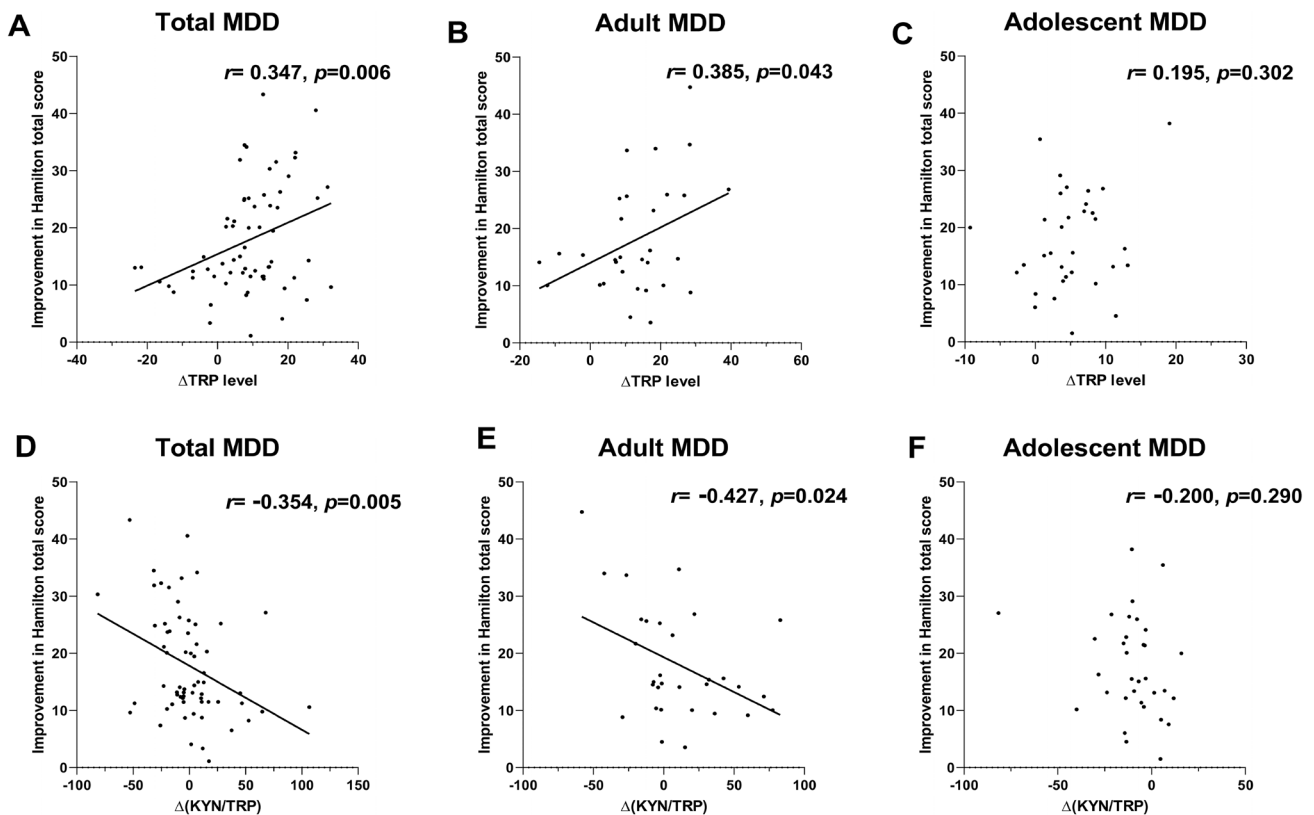 A Total MDD
r= 0.347, p=0.006
Improvement in Hamilton total score
50
40
30
20
10
0
-40 -20 0 20 40
ΔTRP level
B Adult MDD
r= 0.385, p=0.043
Improvement in Hamilton total score
50
40
30
20
10
0
-20 0 20 40 60
ΔTRP level
C Adolescent MDD
r= 0.195, p=0.302
Improvement in Hamilton total score
50
40
30
20
10
0
-10 0 10 20 30
ΔTRP level
D Total MDD
r= -0.354, p=0.005
Improvement in Hamilton total score
50
40
30
20
10
0
-100 -50 0 50 100 150
Δ(KYN/TRP)
E Adult MDD
r= -0.427, p=0.024
Improvement in Hamilton total score
50
40
30
20
10
0
-100 -50 0 50 100
Δ(KYN/TRP)
F Adolescent MDD
r= -0.200, p=0.290
Improvement in Hamilton total score
50
40
30
20
10
0
-100 -50 0 50
Δ(KYN/TRP)